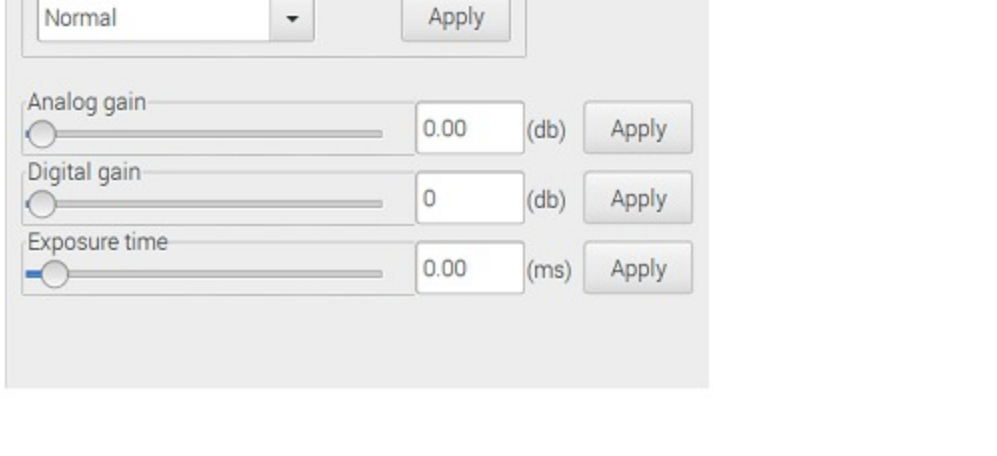 Normal Apply
Analog gain
0.00 (db) Apply
Digital gain
0 (db) Apply
Exposure time
0.00 (ms) Apply